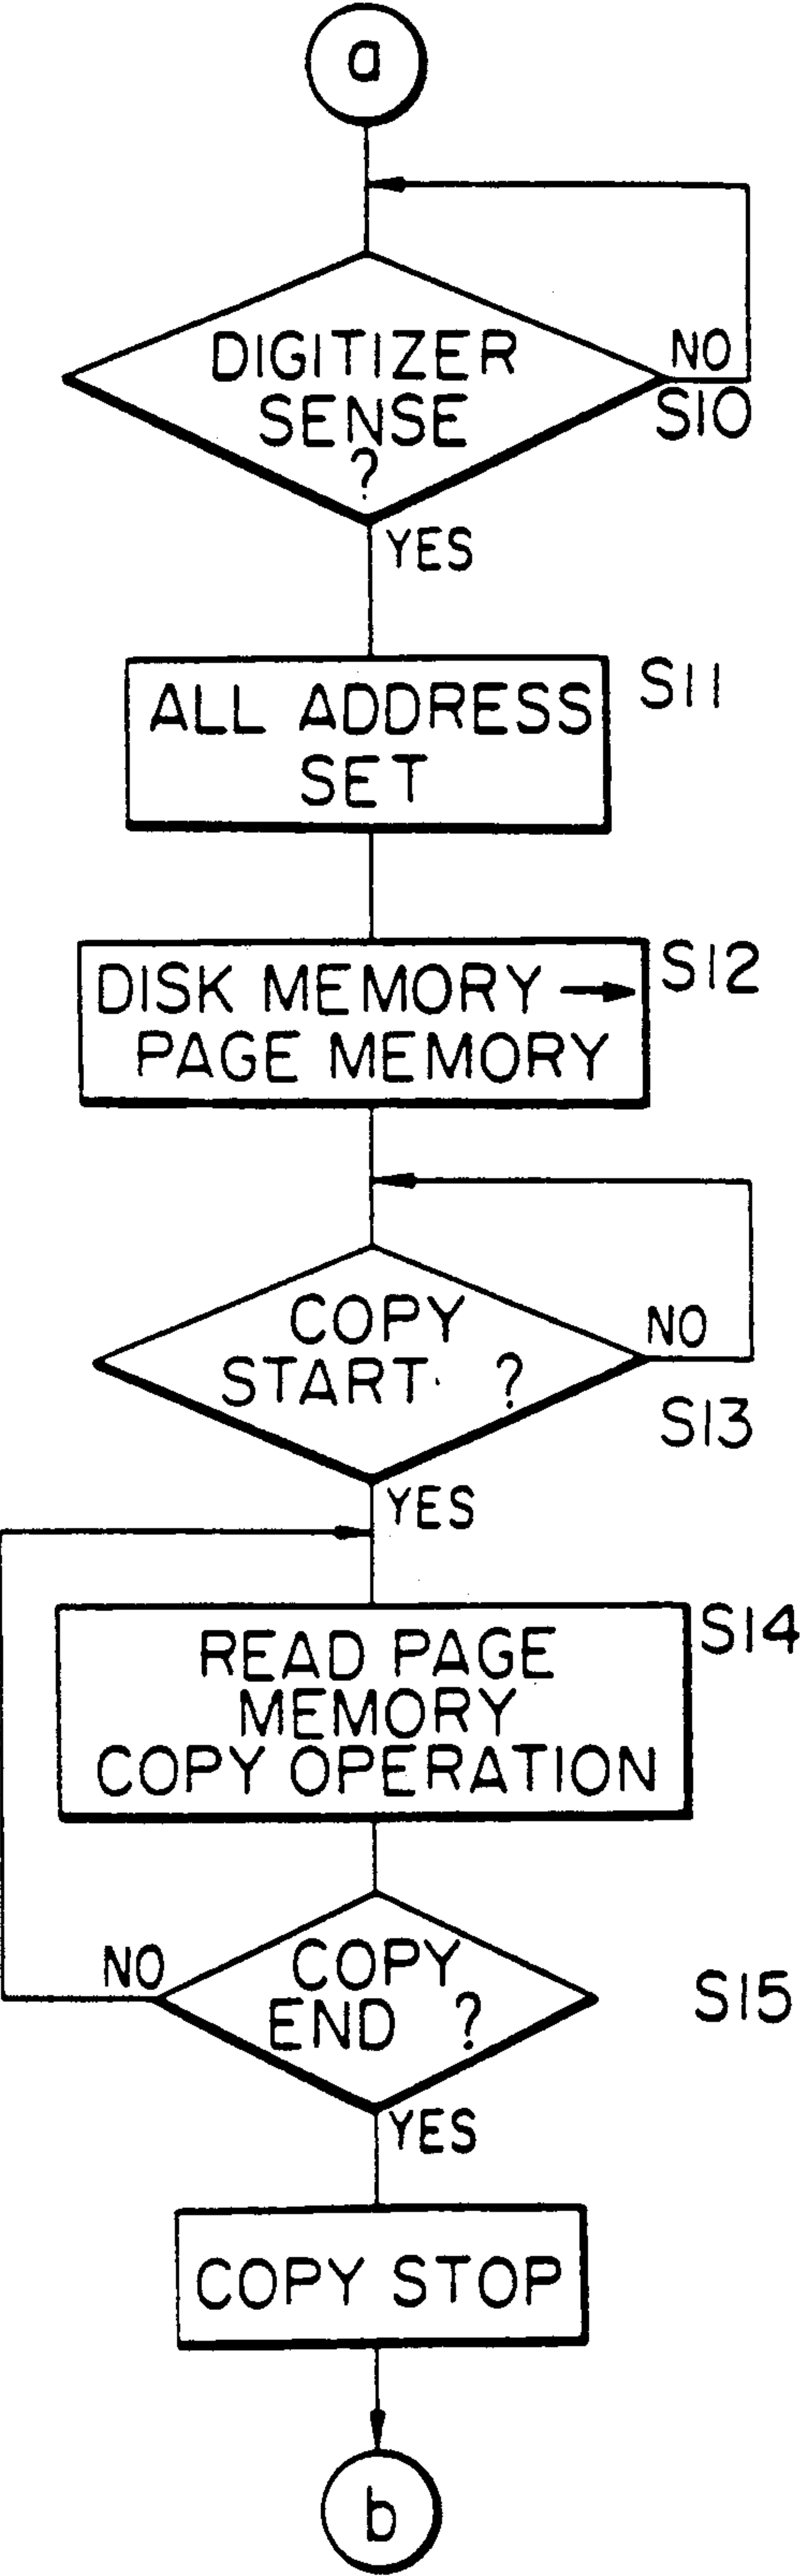 a
DIGITIZER
SENSE
?
NO
S10
YES
ALL ADDRESS
SET
S11
DISK MEMORY →
PAGE MEMORY
S12
COPY
START ?
NO
S13
YES
READ PAGE
MEMORY
COPY OPERATION
S14
COPY
END ?
NO
S15
YES
COPY STOP
b